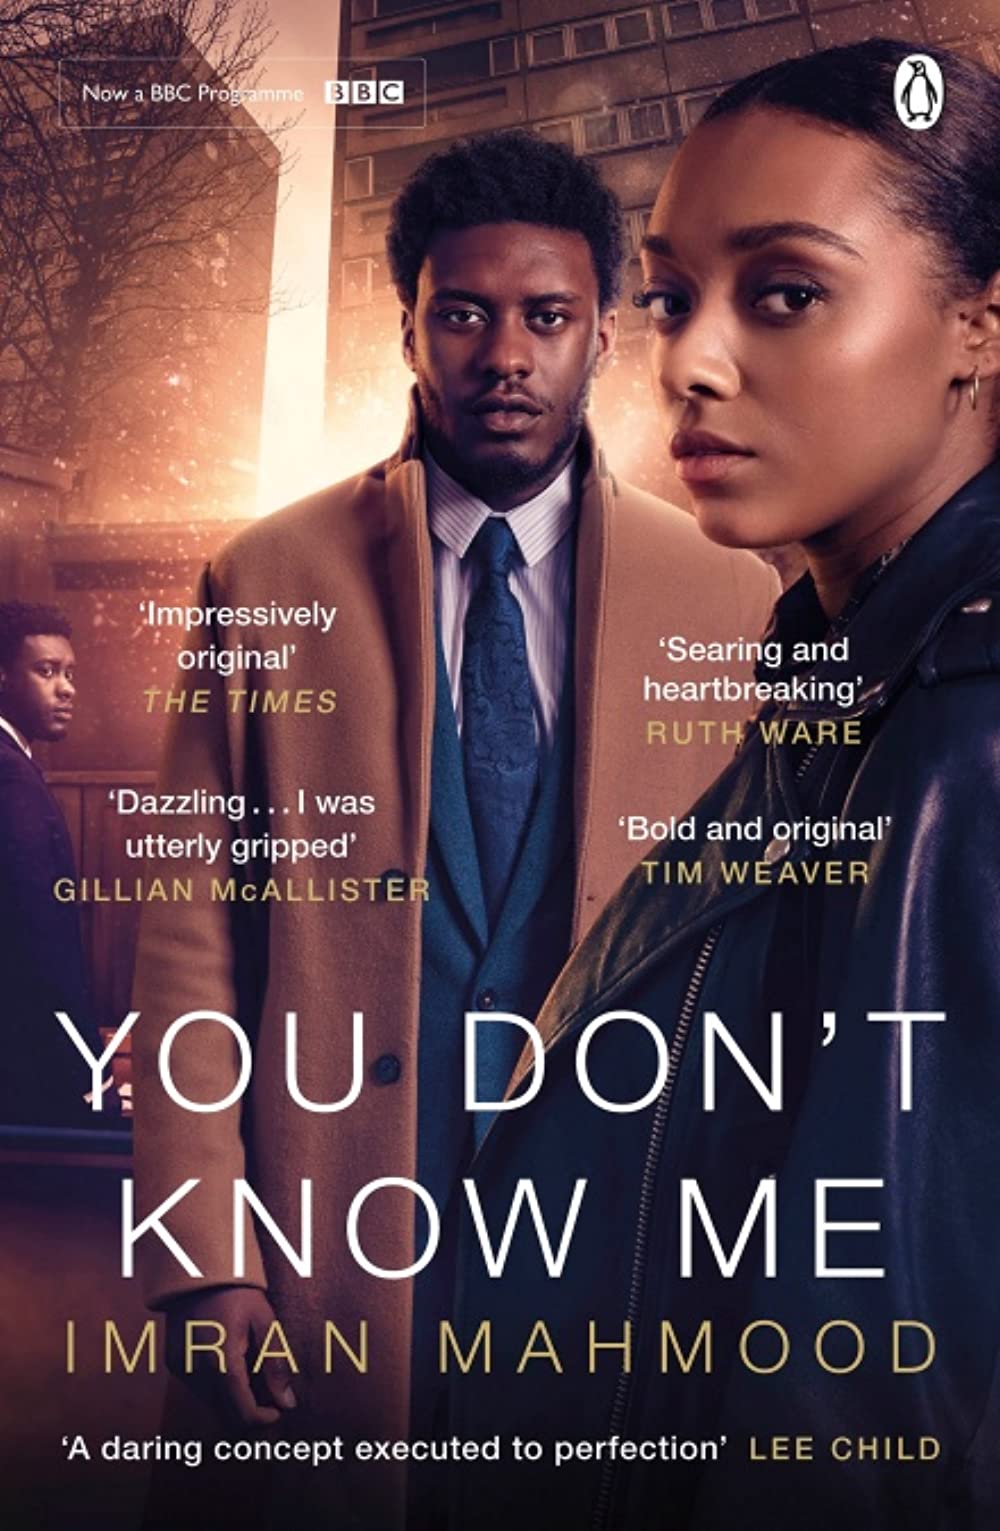 Now a BBC Programme BBC
‘Impressively
original’
THE TIMES
‘Searing and
heartbreaking’
RUTH WARE
‘Dazzling...I was
utterly gripped’
GILLIAN McALLISTER
‘Bold and original’
TIM WEAVER
YOU DON’T
KNOW ME
IMRAN MAHMOOD
‘A daring concept executed to perfection’ LEE CHILD